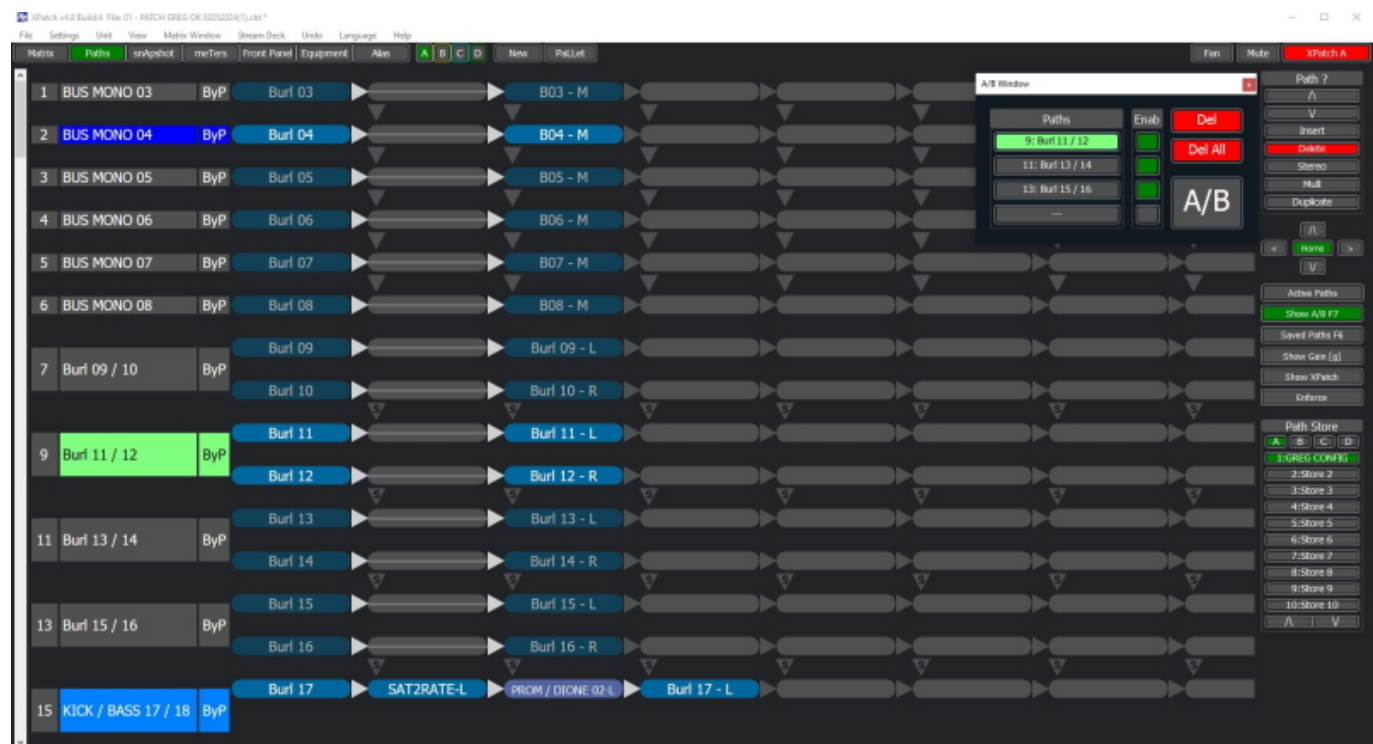 XPatch v4.8 Build:4 File: 01 - PATCH GREG OK 02052024(1).cbt *
File Settings Unit View Matrix Window Stream Deck Undo Language Help
Matrix Paths snApshot meTers Front Panel Equipment Alias A B C D New PaLLet Fan Mute XPatch A
1 BUS MONO 03 ByP Burl 03 B03 - M
2 BUS MONO 04 ByP Burl 04 B04 - M
3 BUS MONO 05 ByP Burl 05 B05 - M
4 BUS MONO 06 ByP Burl 06 B06 - M
5 BUS MONO 07 ByP Burl 07 B07 - M
6 BUS MONO 08 ByP Burl 08 B08 - M
Burl 09 Burl 09 - L
7 Burl 09 / 10 ByP
Burl 10 Burl 10 - R
S S S S S S S
Burl 11 Burl 11 - L
9 Burl 11 / 12 ByP
Burl 12 Burl 12 - R
S S S S S S S
Burl 13 Burl 13 - L
11 Burl 13 / 14 ByP
Burl 14 Burl 14 - R
S S S S S S S
Burl 15 Burl 15 - L
13 Burl 15 / 16 ByP
Burl 16 Burl 16 - R
S S S S S S S
Burl 17 SAT2RATE-L PROM / DIONE 02-L Burl 17 - L
15 KICK / BASS 17 / 18 ByP
A/B Window
Paths Enab Del
9: Burl 11 / 12
Del All
11: Burl 13 / 14
13: Burl 15 / 16
A/B
---
Path ?
/\
V
Insert
Delete
Stereo
Mult
Duplicate
/\
< Home >
V
Active Paths
Show A/B F7
Saved Paths F6
Show Gain [g]
Show XPatch
Enforce
Path Store
A B C D
1:GREG CONFIG
2:Store 2
3:Store 3
4:Store 4
5:Store 5
6:Store 6
7:Store 7
8:Store 8
9:Store 9
10:Store 10
/\ | V